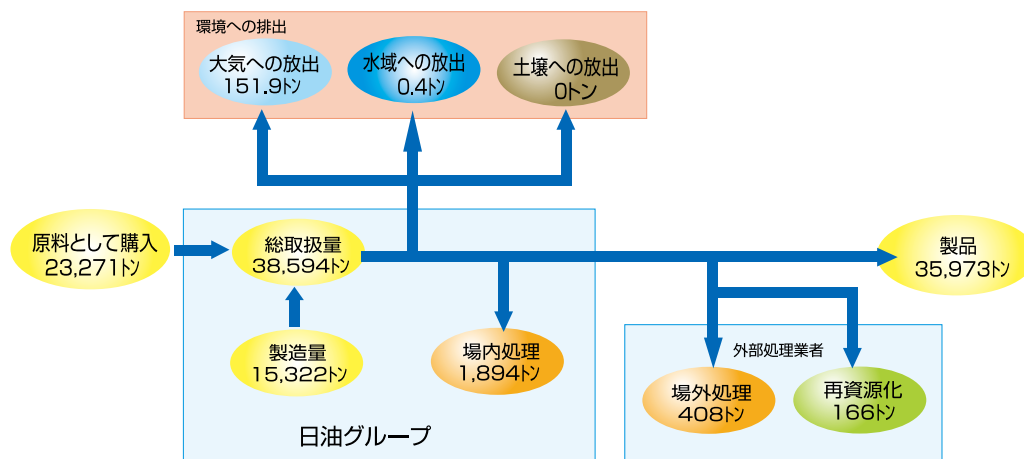 環境への排出
大気への放出
151.9トン
水域への放出
0.4トン
土壌への放出
0トン
原料として購入
23,271トン
総取扱量
38,594トン
製品
35,973トン
製造量
15,322トン
場内処理
1,894トン
外部処理業者
場外処理
408トン
再資源化
166トン
日油グループ